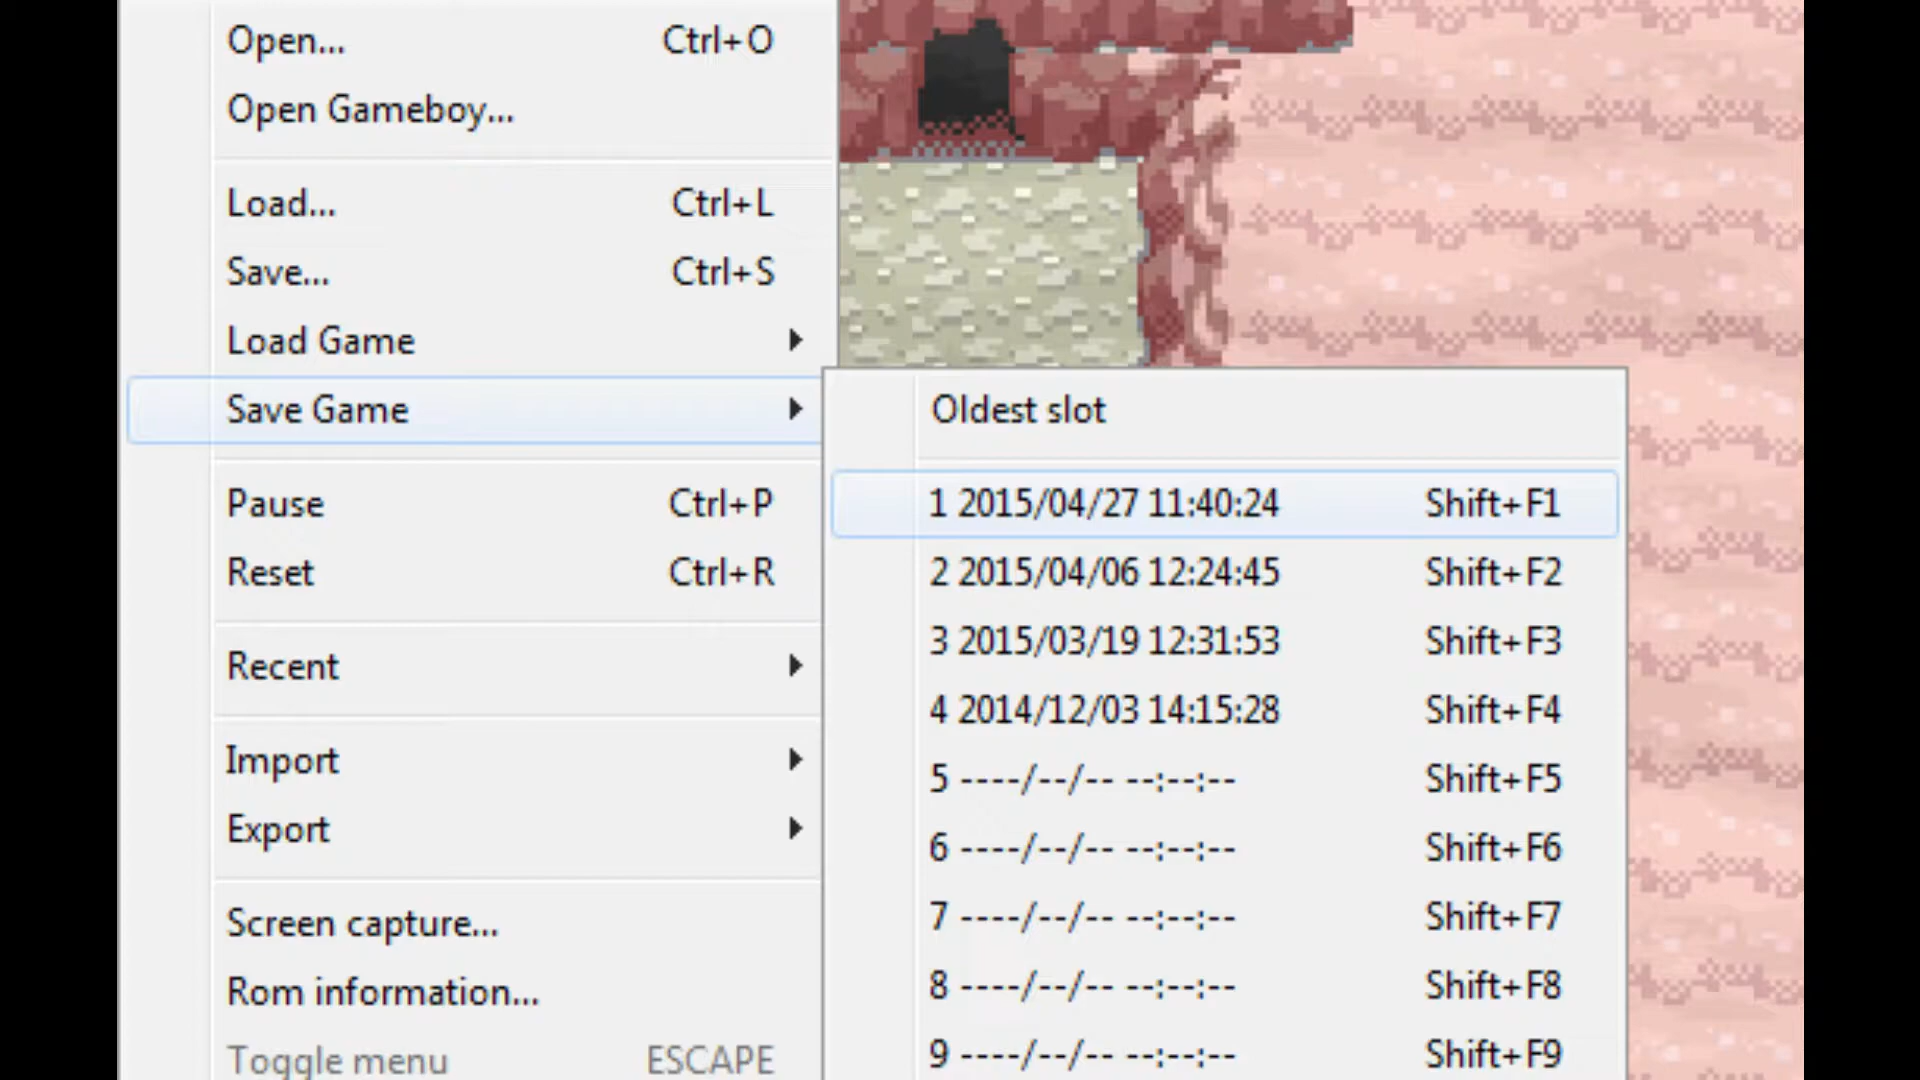 Open... Ctrl+O
Open Gameboy...
Load... Ctrl+L
Save... Ctrl+S
Load Game
Save Game
Pause Ctrl+P
Reset Ctrl+R
Recent
Import
Export
Screen capture...
Rom information...
Toggle menu ESCAPE
Oldest slot
1 2015/04/27 11:40:24 Shift+F1
2 2015/04/06 12:24:45 Shift+F2
3 2015/03/19 12:31:53 Shift+F3
4 2014/12/03 14:15:28 Shift+F4
5 ----/--/-- --:--:-- Shift+F5
6 ----/--/-- --:--:-- Shift+F6
7 ----/--/-- --:--:-- Shift+F7
8 ----/--/-- --:--:-- Shift+F8
9 ----/--/-- --:--:-- Shift+F9